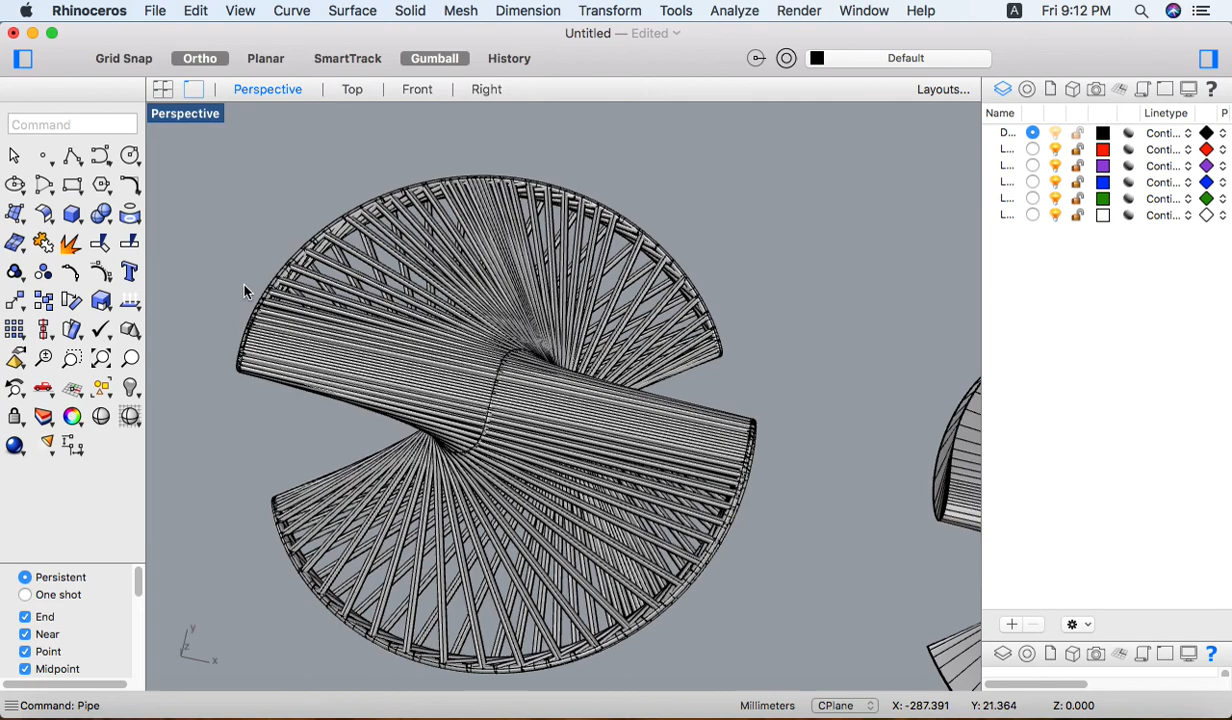 Rhinoceros File Edit View Curve Surface Solid Mesh Dimension Transform Tools Analyze Render Window Help A Fri 9:12 PM
Untitled — Edited
Grid Snap Ortho Planar SmartTrack Gumball History Default
Perspective Top Front Right Layouts...
Perspective
Command
Name Linetype P
D... Conti...
L... Conti...
L... Conti...
L... Conti...
L... Conti...
L... Conti...
Persistent
One shot
End
Near
Point
Midpoint
y
z
x
Command: Pipe Millimeters CPlane X: -287.391 Y: 21.364 Z: 0.000